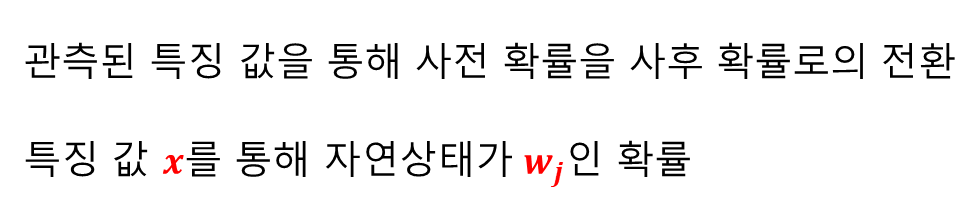 관측된 특징 값을 통해 사전 확률을 사후 확률로의 전환
특징 값 x를 통해 자연상태가 w_j인 확률